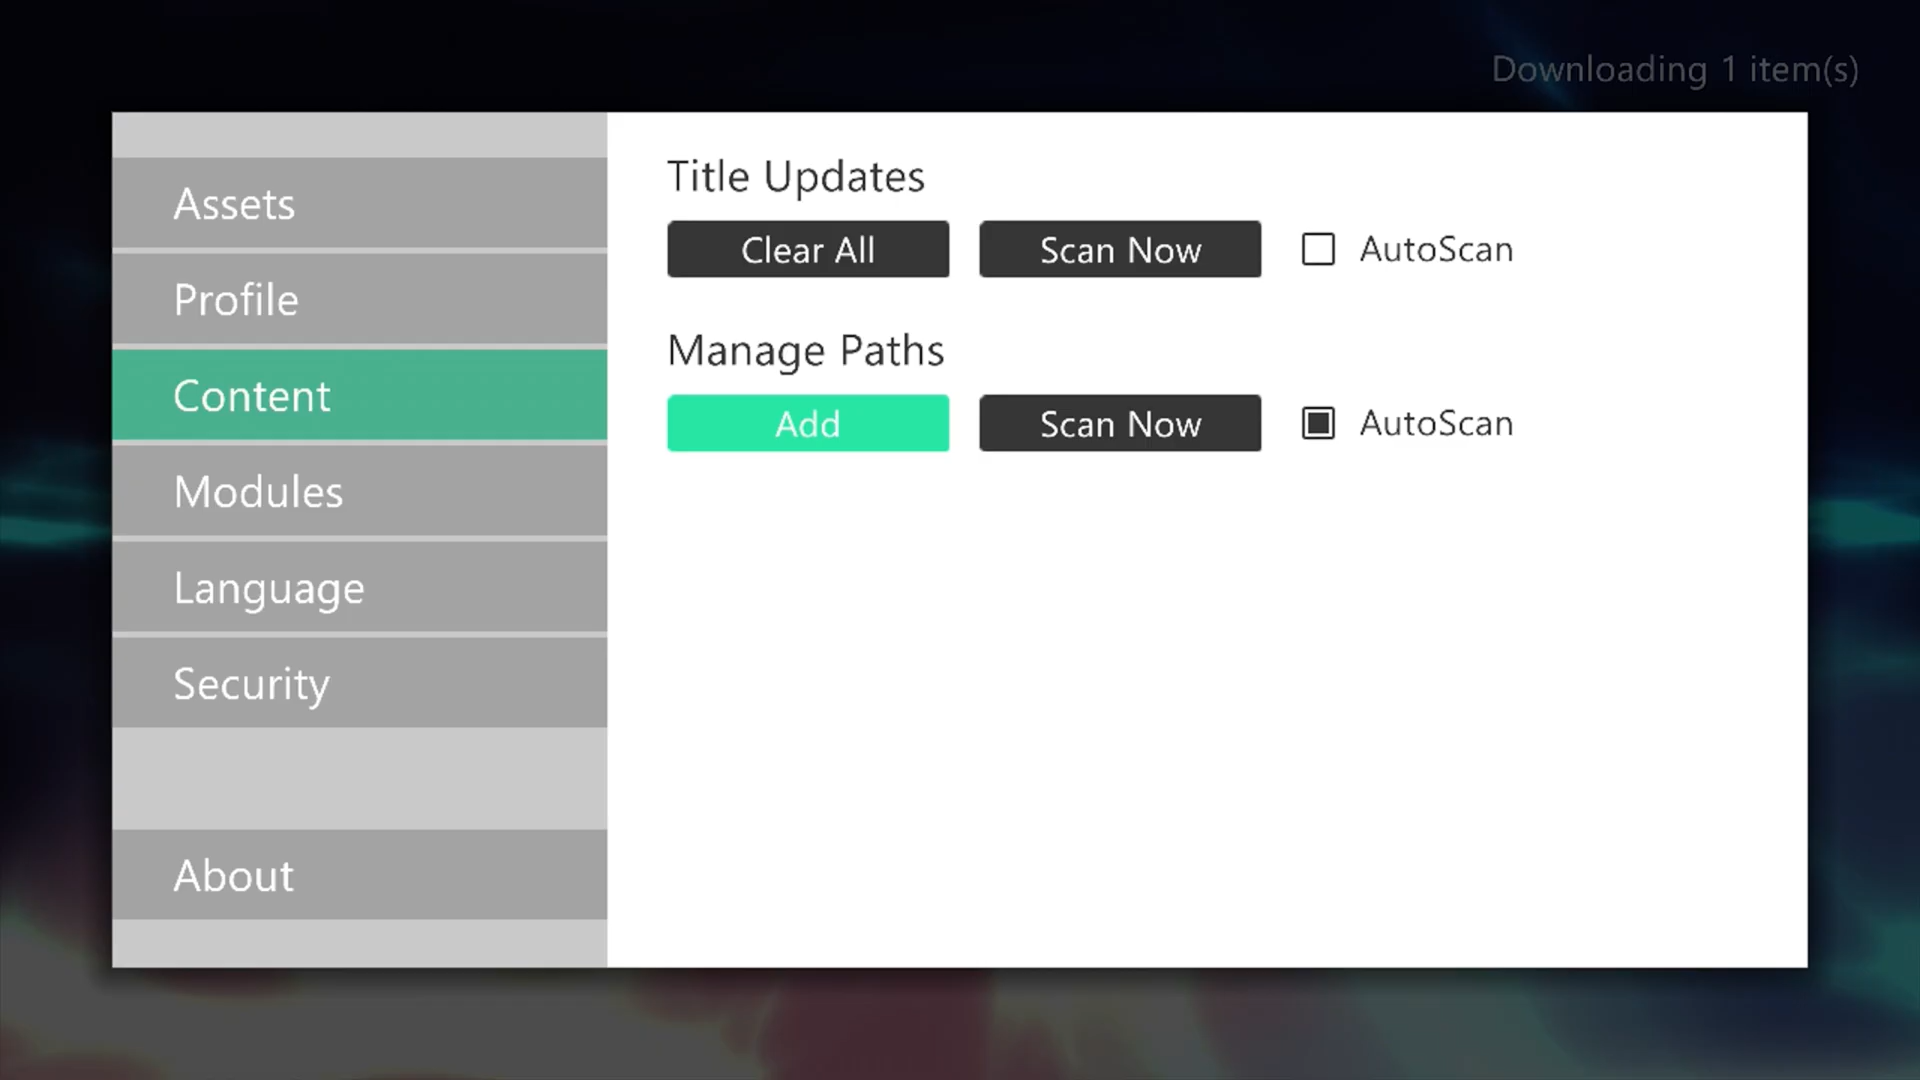 Downloading 1 item(s)
Assets
Profile
Content
Modules
Language
Security
About
Title Updates
Clear All
Scan Now
AutoScan
Manage Paths
Add
Scan Now
AutoScan